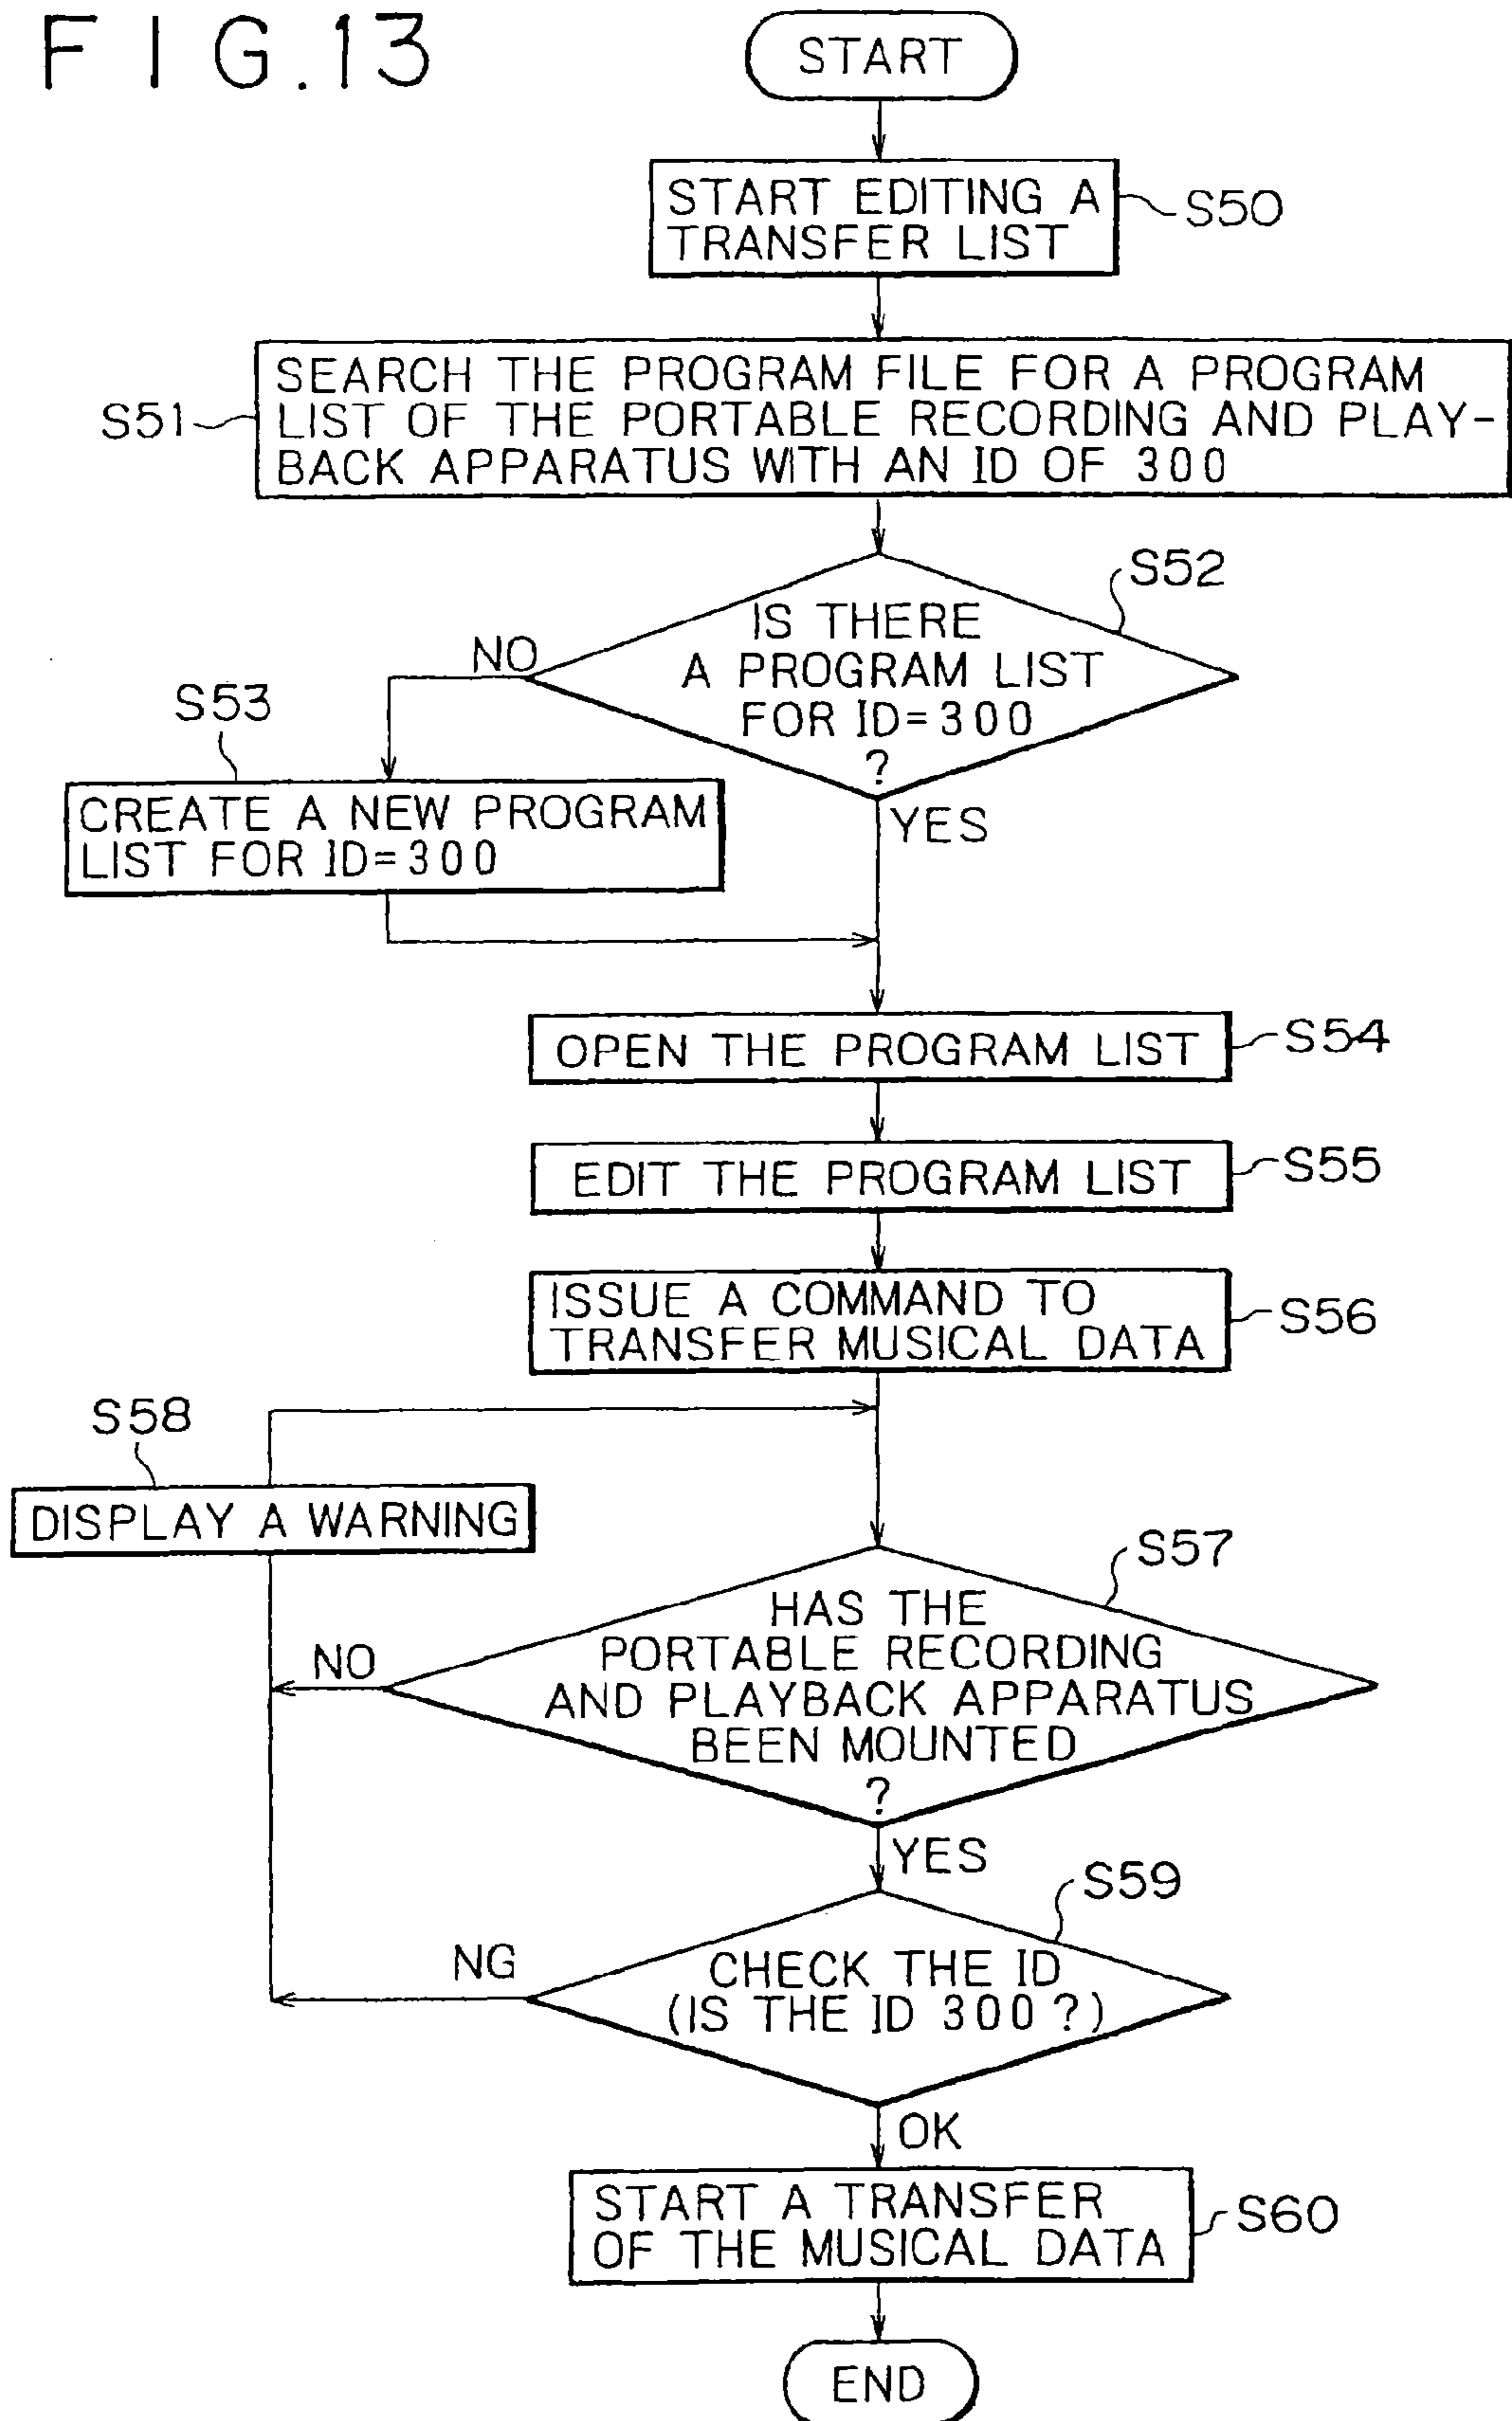 FIG.13
START
START EDITING A
TRANSFER LIST
S50
SEARCH THE PROGRAM FILE FOR A PROGRAM
LIST OF THE PORTABLE RECORDING AND PLAY-
BACK APPARATUS WITH AN ID OF 300
S51
S52
IS THERE
A PROGRAM LIST
FOR ID=300
?
NO
YES
S53
CREATE A NEW PROGRAM
LIST FOR ID=300
OPEN THE PROGRAM LIST
S54
EDIT THE PROGRAM LIST
S55
ISSUE A COMMAND TO
TRANSFER MUSICAL DATA
S56
S58
DISPLAY A WARNING
S57
HAS THE
PORTABLE RECORDING
AND PLAYBACK APPARATUS
BEEN MOUNTED
?
NO
YES
S59
CHECK THE ID
(IS THE ID 300?)
NG
OK
START A TRANSFER
OF THE MUSICAL DATA
S60
END